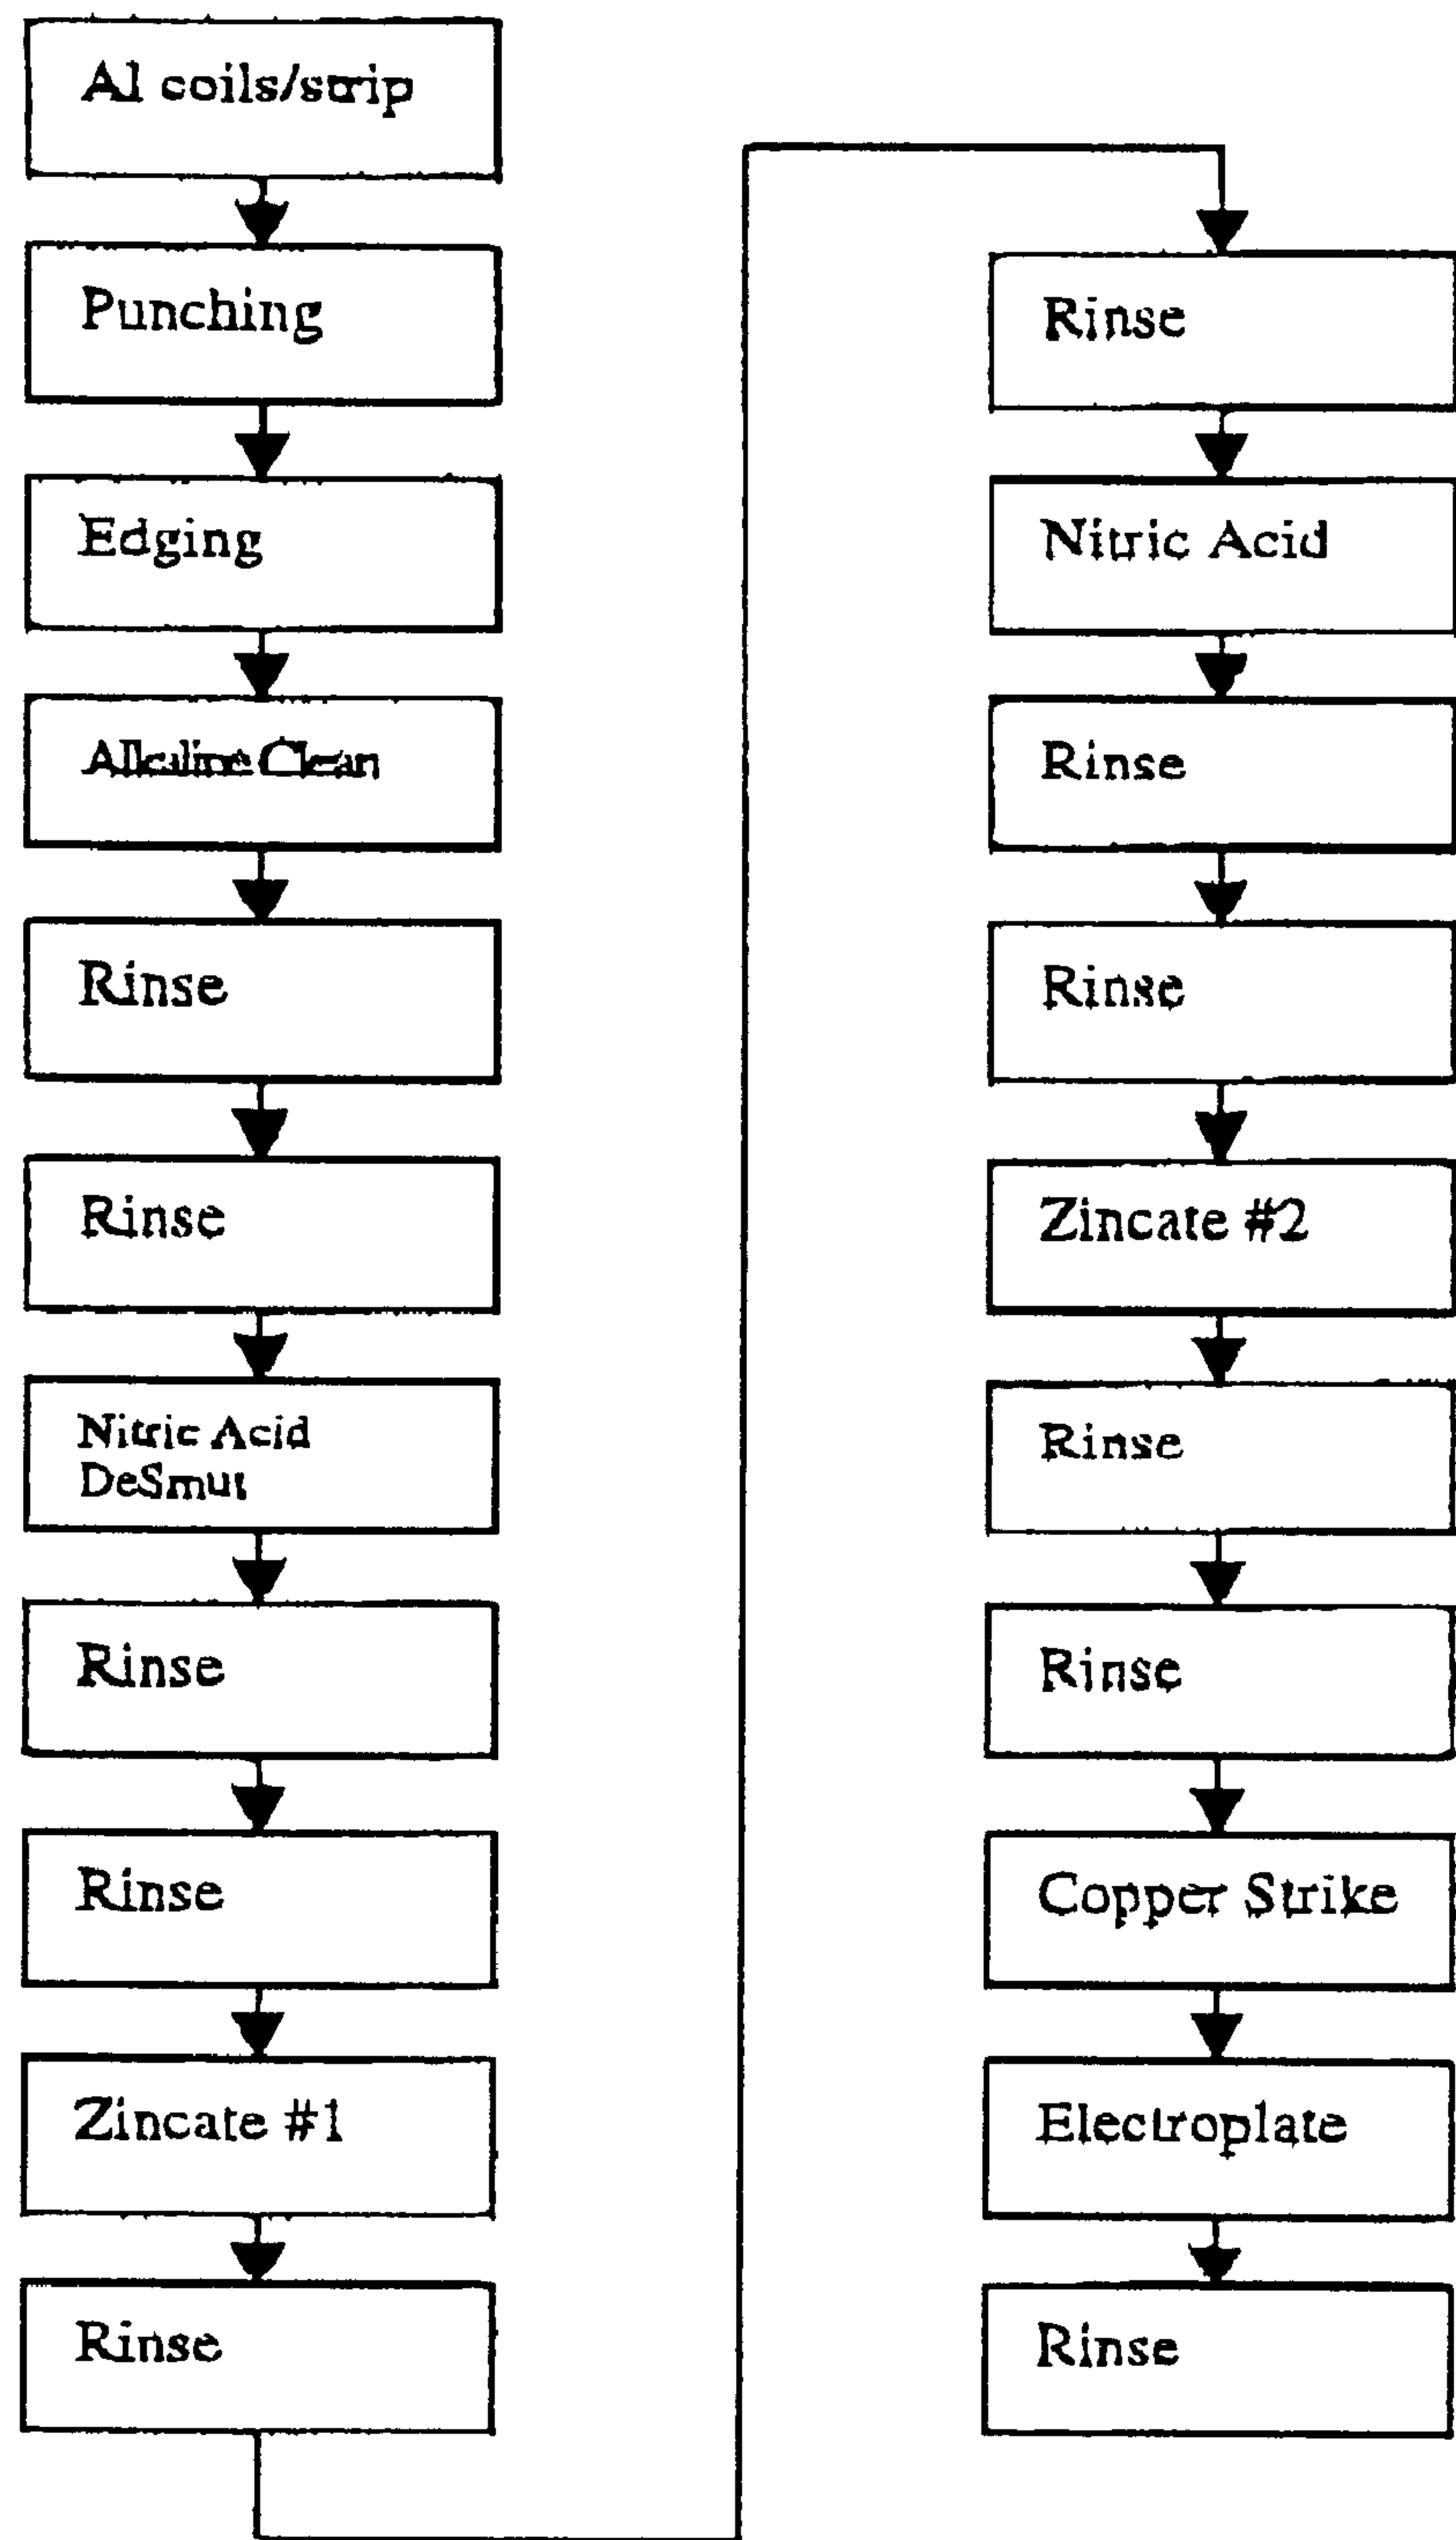 Al coils/strip
Punching
Edging
Alkaline Clean
Rinse
Rinse
Nitric Acid
DeSmut
Rinse
Rinse
Zincate #1
Rinse
Rinse
Nitric Acid
Rinse
Rinse
Zincate #2
Rinse
Rinse
Copper Strike
Electroplate
Rinse